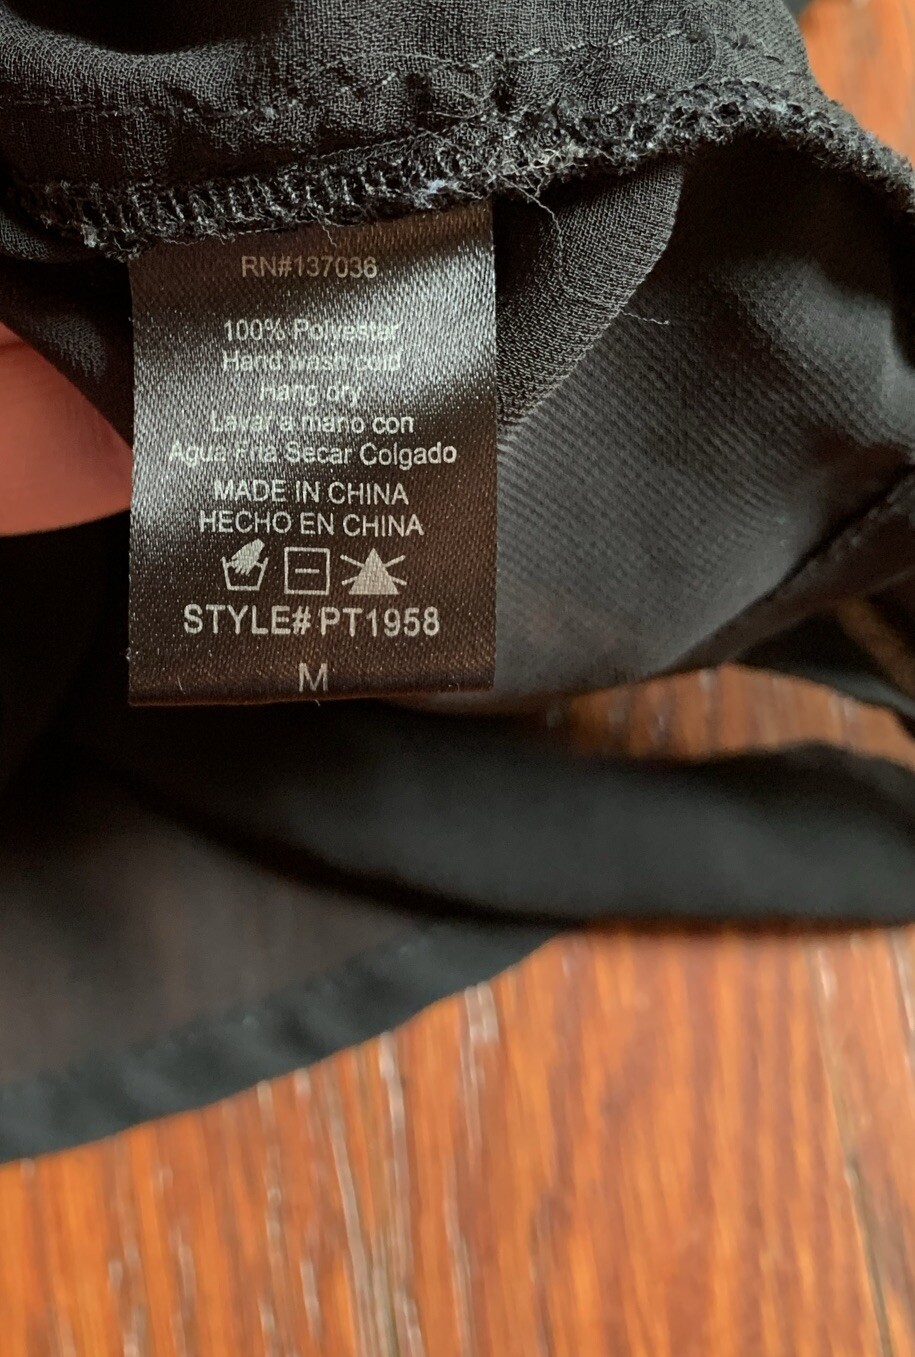 RN#137036
100% Polyester
Hand wash cold
hang dry
Lavar a mano con
Agua Fria Secar Colgado
MADE IN CHINA
HECHO EN CHINA
STYLE# PT1958
M